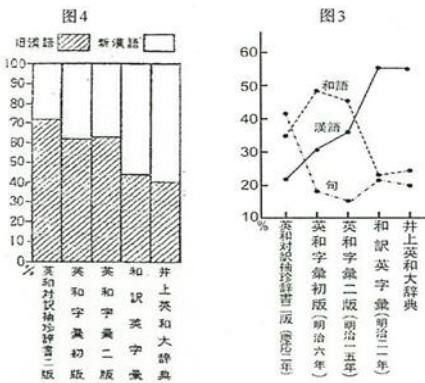 图4
旧漢語
新漢語
100
90
80
70
60
50
40
30
20
10
0
%
英和対訳袖珍辞書二版
英和字彙初版
英和字彙二版
和訳英字彙
井上英和大辞典
图3
60
50
40
30
20
10
%
和語
漢語
句
英和対訳袖珍辞書二版(慶応二年)
英和字彙初版(明治六年)
英和字彙二版(明治一五年)
和訳英字彙(明治二一年)
井上英和大辞典